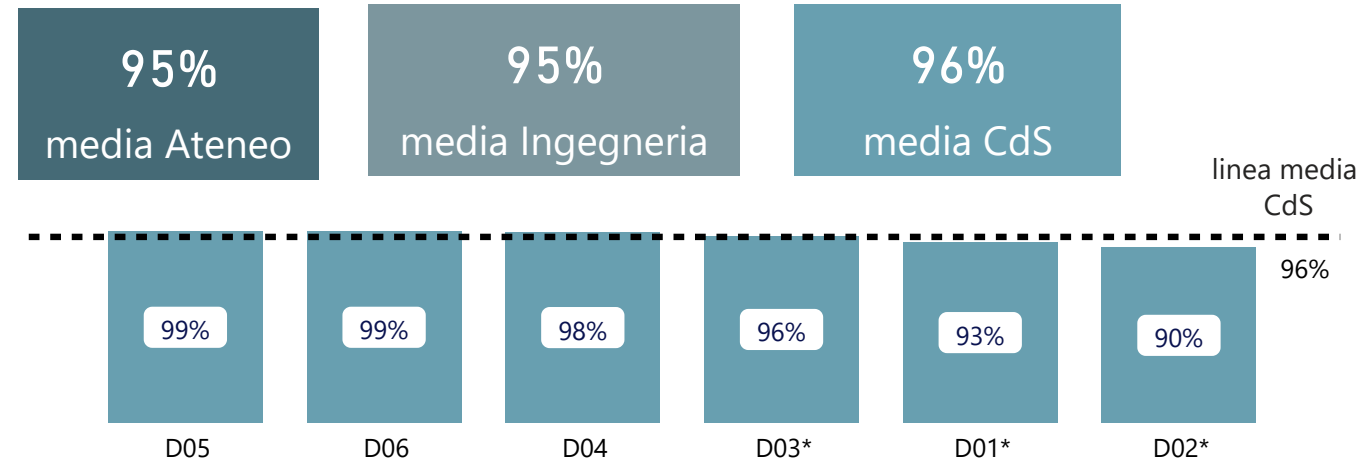 95%
media Ateneo
95%
media Ingegneria
96%
media CdS
linea media
CdS
96%
99%
99%
98%
96%
93%
90%
D05
D06
D04
D03*
D01*
D02*